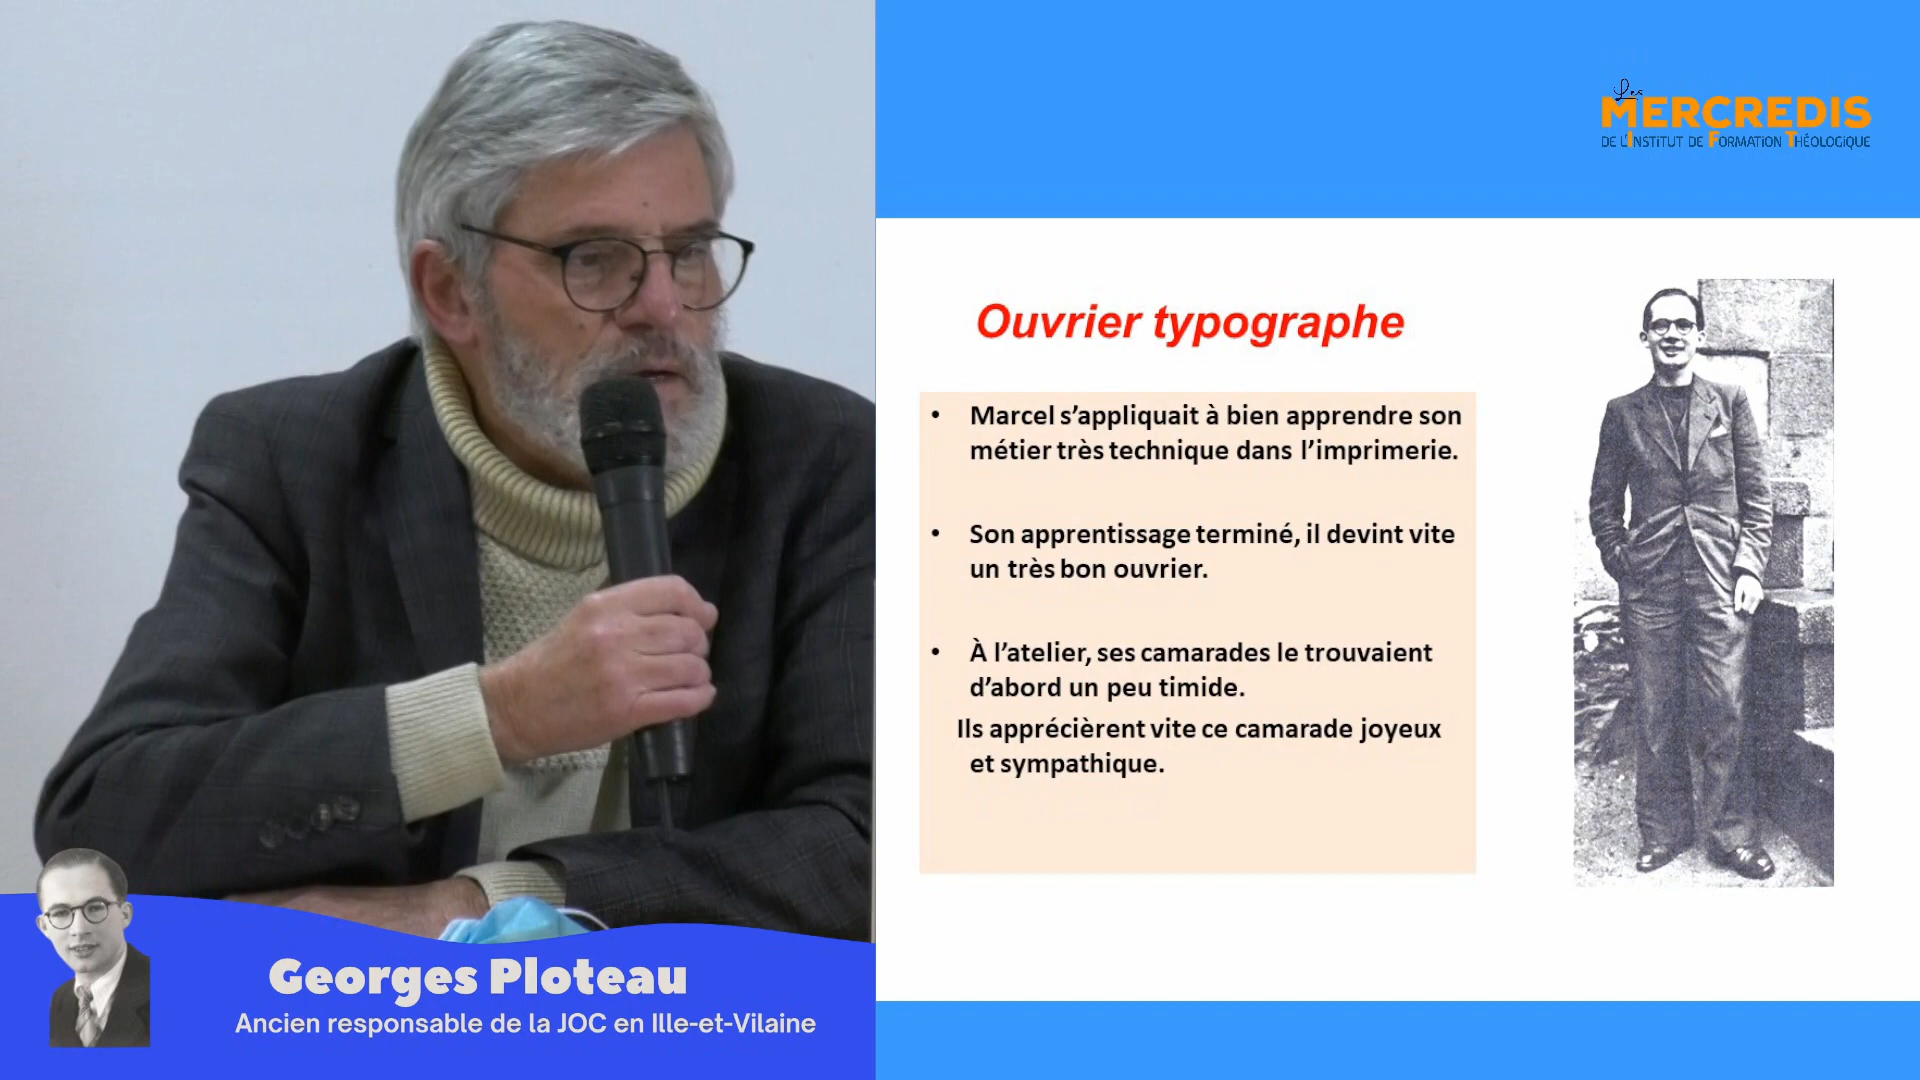 Les
MERCREDIS
DE L'INSTITUT DE FORMATION THÉOLOGIQUE
Ouvrier typographe
• Marcel s’appliquait à bien apprendre son
métier très technique dans l’imprimerie.
• Son apprentissage terminé, il devint vite
un très bon ouvrier.
• À l’atelier, ses camarades le trouvaient
d’abord un peu timide.
Ils apprécièrent vite ce camarade joyeux
et sympathique.
Georges Ploteau
Ancien responsable de la JOC en Ille-et-Vilaine